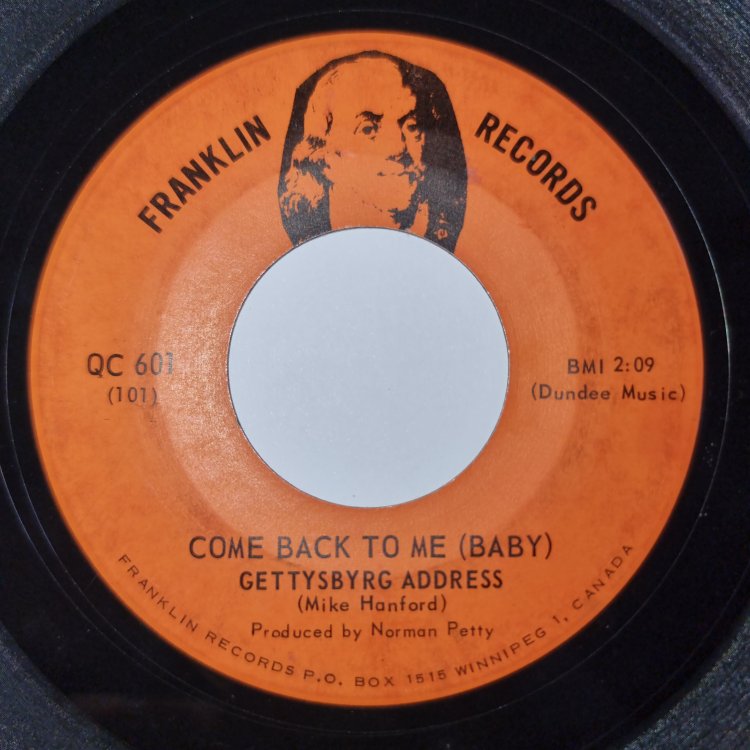 FRANKLIN RECORDS
QC 601
(101)
BMI 2:09
(Dundee Music)
COME BACK TO ME (BABY)
GETTYSBYRG ADDRESS
(Mike Hanford)
Produced by Norman Petty
FRANKLIN RECORDS P.O. BOX 1515 WINNIPEG 1, CANADA